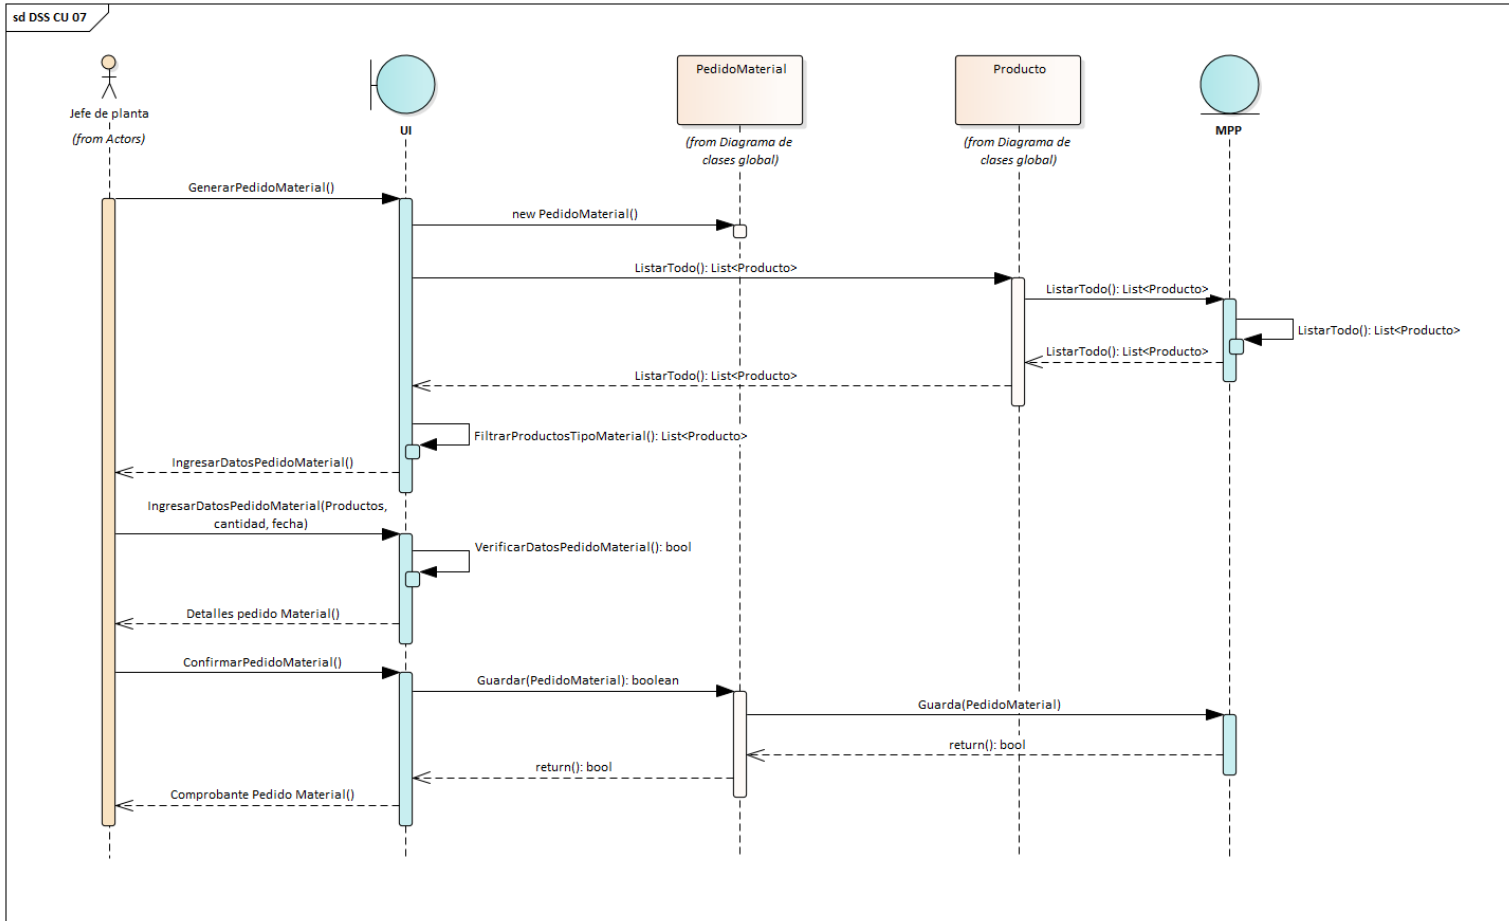 sd DSS CU 07
Jefe de planta
(from Actors)
UI
PedidoMaterial
(from Diagrama de
clases global)
Producto
(from Diagrama de
clases global)
MPP
GenerarPedidoMaterial()
new PedidoMaterial()
ListarTodo(): List<Producto>
ListarTodo(): List<Producto>
ListarTodo(): List<Producto>
ListarTodo(): List<Producto>
ListarTodo(): List<Producto>
FiltrarProductosTipoMaterial(): List<Producto>
IngresarDatosPedidoMaterial()
IngresarDatosPedidoMaterial(Productos,
cantidad, fecha)
VerificarDatosPedidoMaterial(): bool
Detalles pedido Material()
ConfirmarPedidoMaterial()
Guardar(PedidoMaterial): boolean
Guarda(PedidoMaterial)
return(): bool
return(): bool
Comprobante Pedido Material()